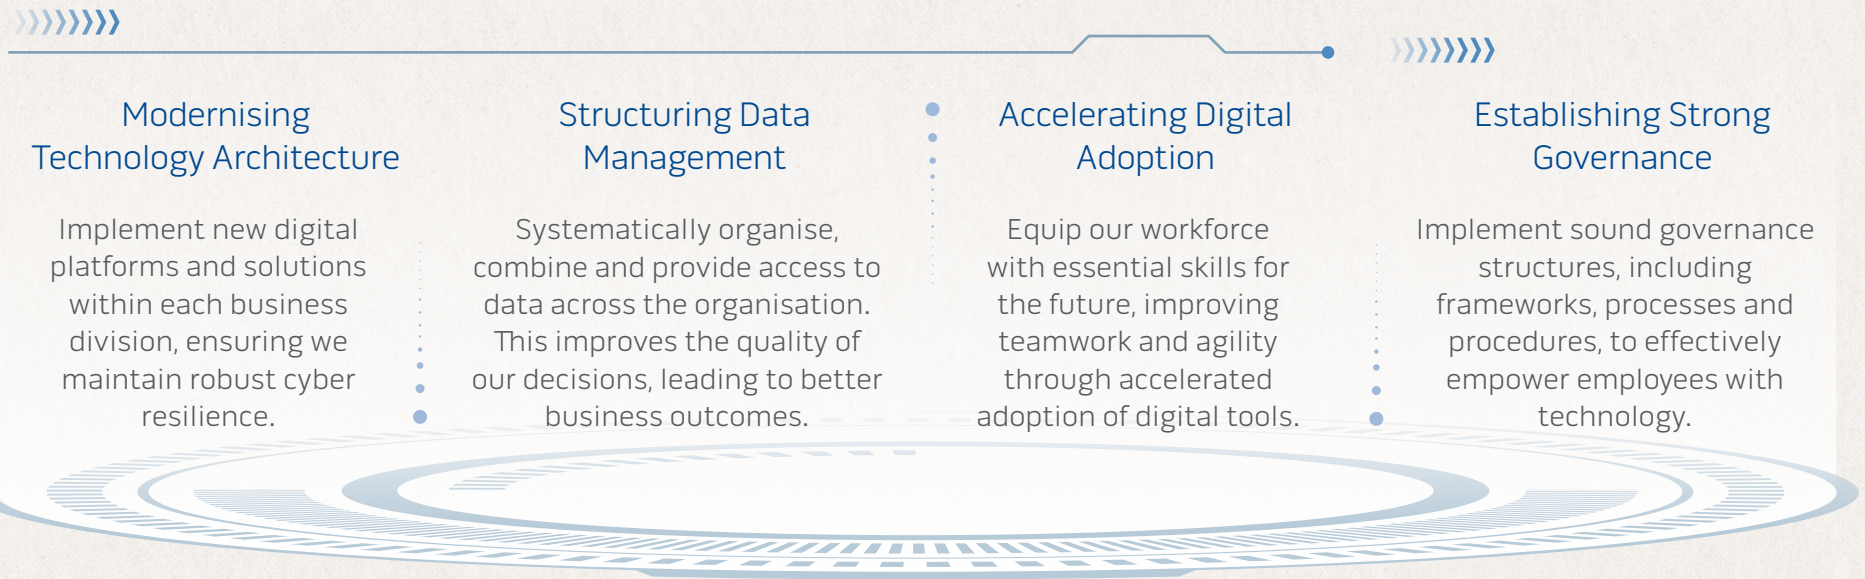 Modernising
Technology Architecture
Implement new digital
platforms and solutions
within each business
division, ensuring we
maintain robust cyber
resilience.
Structuring Data
Management
Systematically organise,
combine and provide access to
data across the organisation.
This improves the quality of
our decisions, leading to better
business outcomes.
Accelerating Digital
Adoption
Equip our workforce
with essential skills for
the future, improving
teamwork and agility
through accelerated
adoption of digital tools.
Establishing Strong
Governance
Implement sound governance
structures, including
frameworks, processes and
procedures, to effectively
empower employees with
technology.